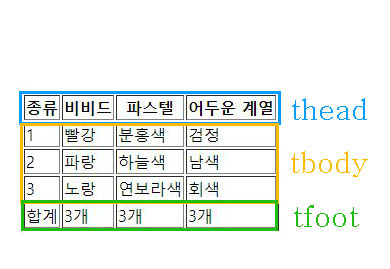 종류 비비드 파스텔 어두운 계열 thead
1 빨강 분홍색 검정
2 파랑 하늘색 남색 tbody
3 노랑 연보라색 회색
합계 3개 3개 3개 tfoot